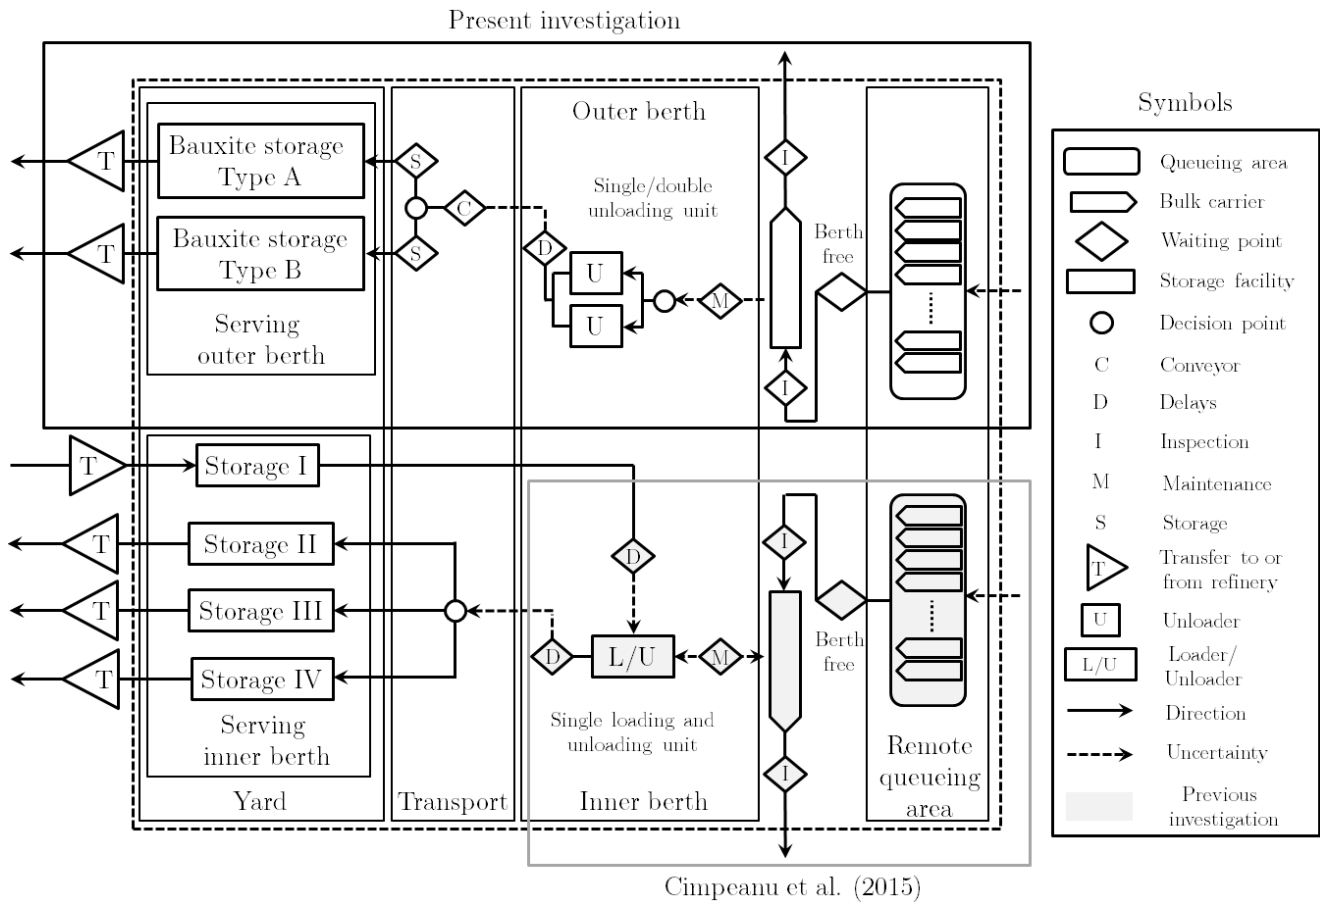 Present investigation
Outer berth
Bauxite storage
Type A
T
S
I
Single/double
unloading unit
C
Bauxite storage
Type B
T
S
D
U
U
M
Berth
free
I
Serving
outer berth
T
Storage I
T
Storage II
D
I
T
Storage III
Berth
free
D
L/U
M
T
Storage IV
Serving
inner berth
Single loading and
unloading unit
I
Remote
queueing
area
Yard
Transport
Inner berth
Cimpeanu et al. (2015)
Symbols
Queueing area
Bulk carrier
Waiting point
Storage facility
Decision point
C Conveyor
D Delays
I Inspection
M Maintenance
S Storage
T Transfer to or
from refinery
U Unloader
L/U Loader/
Unloader
Direction
Uncertainty
Previous
investigation